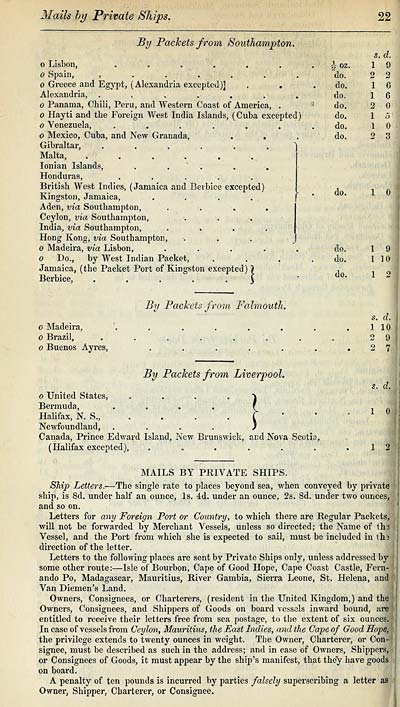 Mails by Private Ships. 22
By Packets from Southampton.
s. d.
o Lisbon, . . . . . . . ½ oz. 1 9
o Spain, . . . . . . . do. 2 2
o Greece and Egypt, (Alexandria excepted) . . . do. 1 6
Alexandria, . . . . . . . do. 1 6
o Panama, Chili, Peru, and Western Coast of America, . do. 2 0
o Hayti and the Foreign West India Islands, (Cuba excepted) do. 1 5
o Venezuela, . . . . . . . do. 1 0
o Mexico, Cuba, and New Granada, . . . . do. 2 3
Gibraltar, . . . . .
Malta, . . . . .
Ionian Islands, . . . .
Honduras, . . . . .
British West Indies, (Jamaica and Berbice excepted)
Kingston, Jamaica, . . . . do. 1 0
Aden, via Southampton, . . .
Ceylon, via Southampton, . . .
India, via Southampton, . . .
Hong Kong, via Southampton, . . .
o Madeira, via Lisbon, . . . . . do. 1 9
o Do., by West Indian Packet, . . . . do. 1 10
Jamaica, (the Packet Port of Kingston excepted)
Berbice, . . . . . do. 1 2
By Packets from Falmouth.
s. d.
o Madeira, . . . . . . . 1 10
o Brazil, . . . . . . . 2 9
o Buenos Ayres, . . . . . . 2 7
By Packets from Liverpool.
s. d.
o United States, . . . .
Bermuda, . . . . .
Halifax, N. S., . . . . 1 0
Newfoundland, . . . .
Canada, Prince Edward Island, New Brunswick, and Nova Scotia,
(Halifax excepted), . . . . . . 1 2
MAILS BY PRIVATE SHIPS.
Ship Letters.—The single rate to places beyond sea, when conveyed by private
ship, is 8d. under half an ounce, 1s. 4d. under an ounce, 2s. 8d. under two ounces,
and so on.
Letters for any Foreign Port or Country, to which there are Regular Packets,
will not be forwarded by Merchant Vessels, unless so directed; the Name of the
Vessel, and the Port from which she is expected to sail, must be included in the
direction of the letter.
Letters to the following places are sent by Private Ships only, unless addressed by
some other route:—Isle of Bourbon, Cape of Good Hope, Cape Coast Castle, Fern-
ando Po, Madagascar, Mauritius, River Gambia, Sierra Leone, St. Helena, and
Van Diemen's Land.
Owners, Consignees, or Charterers, (resident in the United Kingdom,) and the
Owners, Consignees, and Shippers of Goods on board vessels inward bound, are
entitled to receive their letters free from sea postage, to the extent of six ounces.
In case of vessels from Ceylon, Mauritius, the East Indies, and the Cape of Good Hope,
the privilege extends to twenty ounces in weight. The Owner, Charterer, or Con-
signee, must be described as such in the address; and in case of Owners, Shippers,
or Consignees of Goods, it must appear by the ship's manifest, that they have goods
on board.
A penalty of ten pounds is incurred by parties falsely superscribing a letter as
Owner, Shipper, Charterer, or Consignee.